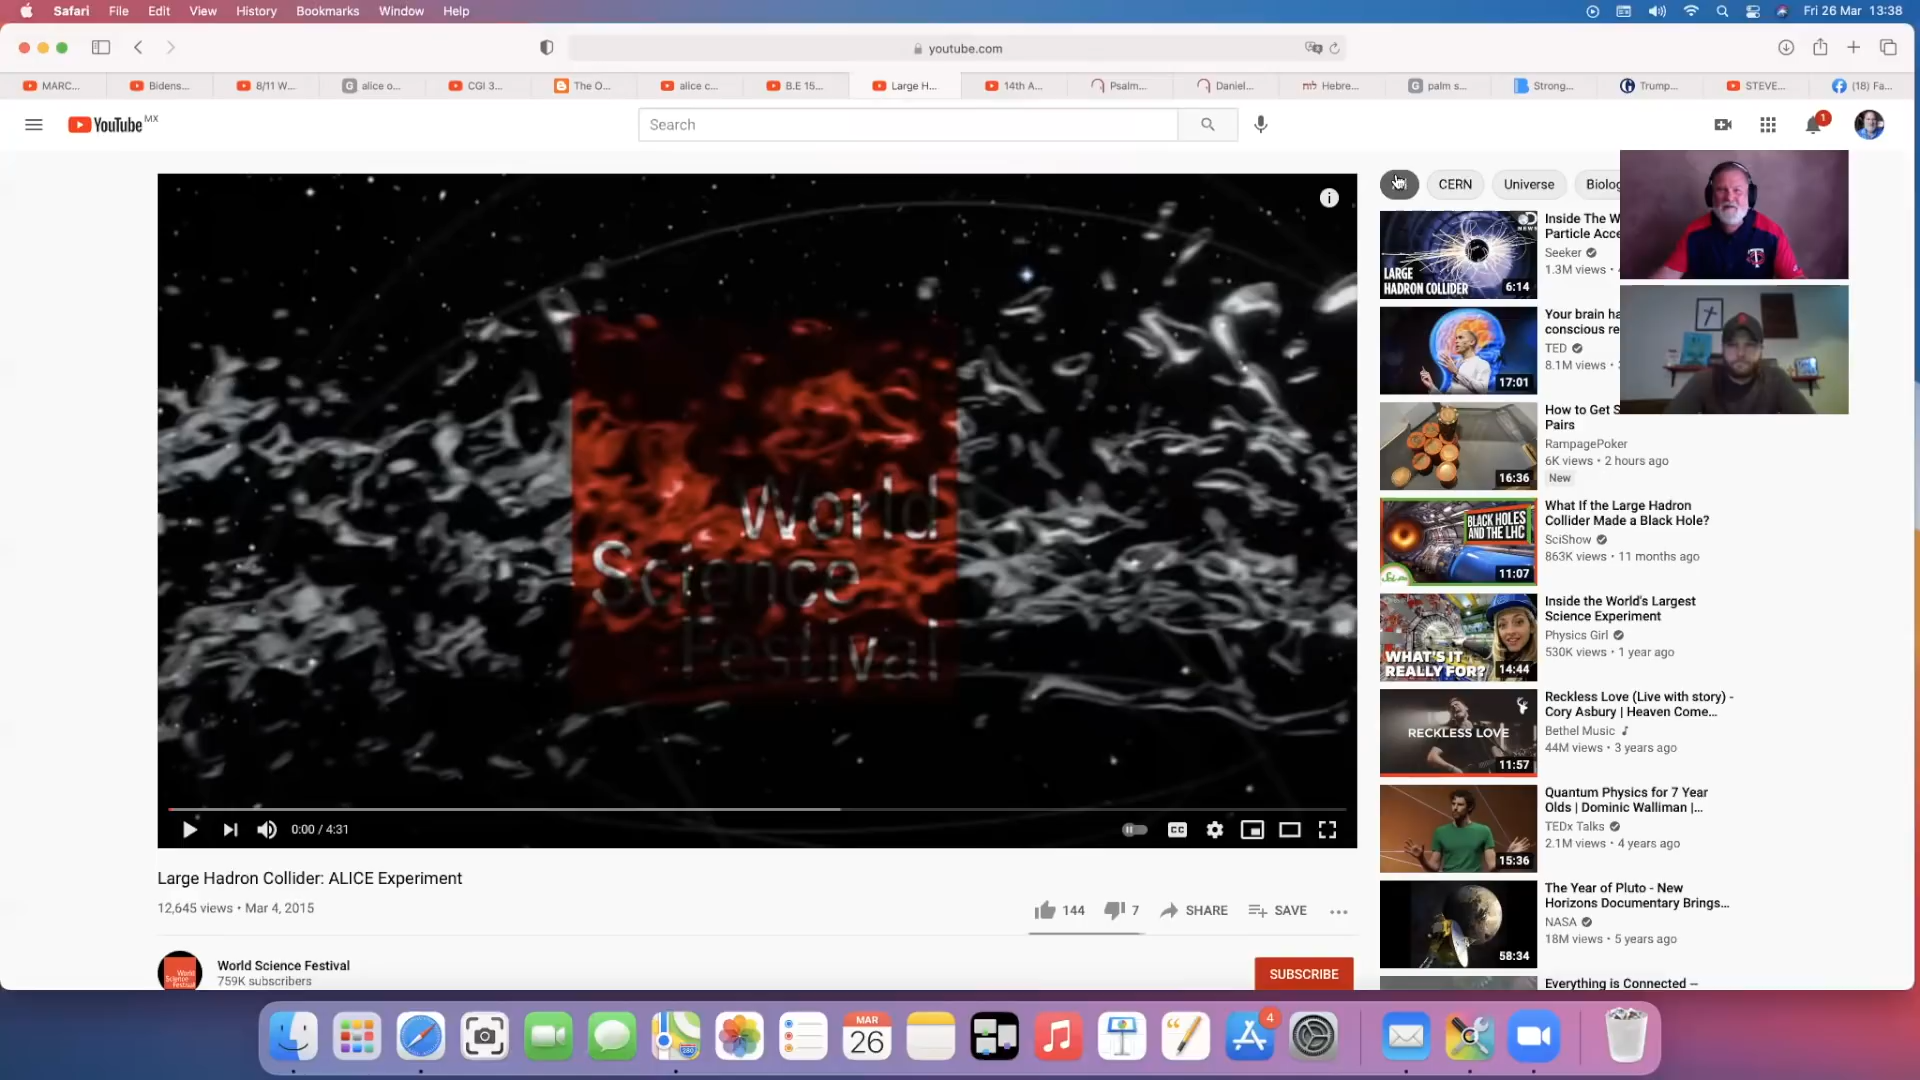 Safari File Edit View History Bookmarks Window Help
Fri 26 Mar 13:38
youtube.com
MARC...
Bidens...
8/11 W...
alice o...
CGI 3...
The O...
alice c...
B.E 15...
Large H...
14th A...
Psalm...
Daniel...
Hebre...
palm s...
Strong...
Trump...
STEVE...
(18) Fa...
YouTube MX
Search
1
CERN
Universe
Biolog
World
Science
Festival
0:00 / 4:31
CC
Large Hadron Collider: ALICE Experiment
12,645 views • Mar 4, 2015
144
7
SHARE
SAVE
World Science Festival
759K subscribers
SUBSCRIBE
LARGE
HADRON COLLIDER
6:14
Inside The W
Particle Acce
Seeker
1.3M views •
17:01
Your brain ha
conscious re
TED
8.1M views •
16:36
How to Get S
Pairs
RampagePoker
6K views • 2 hours ago
New
BLACK HOLES
AND THE LHC
11:07
What If the Large Hadron
Collider Made a Black Hole?
SciShow
863K views • 11 months ago
WHAT'S IT
REALLY FOR?
14:44
Inside the World's Largest
Science Experiment
Physics Girl
530K views • 1 year ago
RECKLESS LOVE
11:57
Reckless Love (Live with story) -
Cory Asbury | Heaven Come...
Bethel Music
44M views • 3 years ago
15:36
Quantum Physics for 7 Year
Olds | Dominic Walliman |...
TEDx Talks
2.1M views • 4 years ago
58:34
The Year of Pluto - New
Horizons Documentary Brings...
NASA
18M views • 5 years ago
Everything is Connected --
MAR
26
4